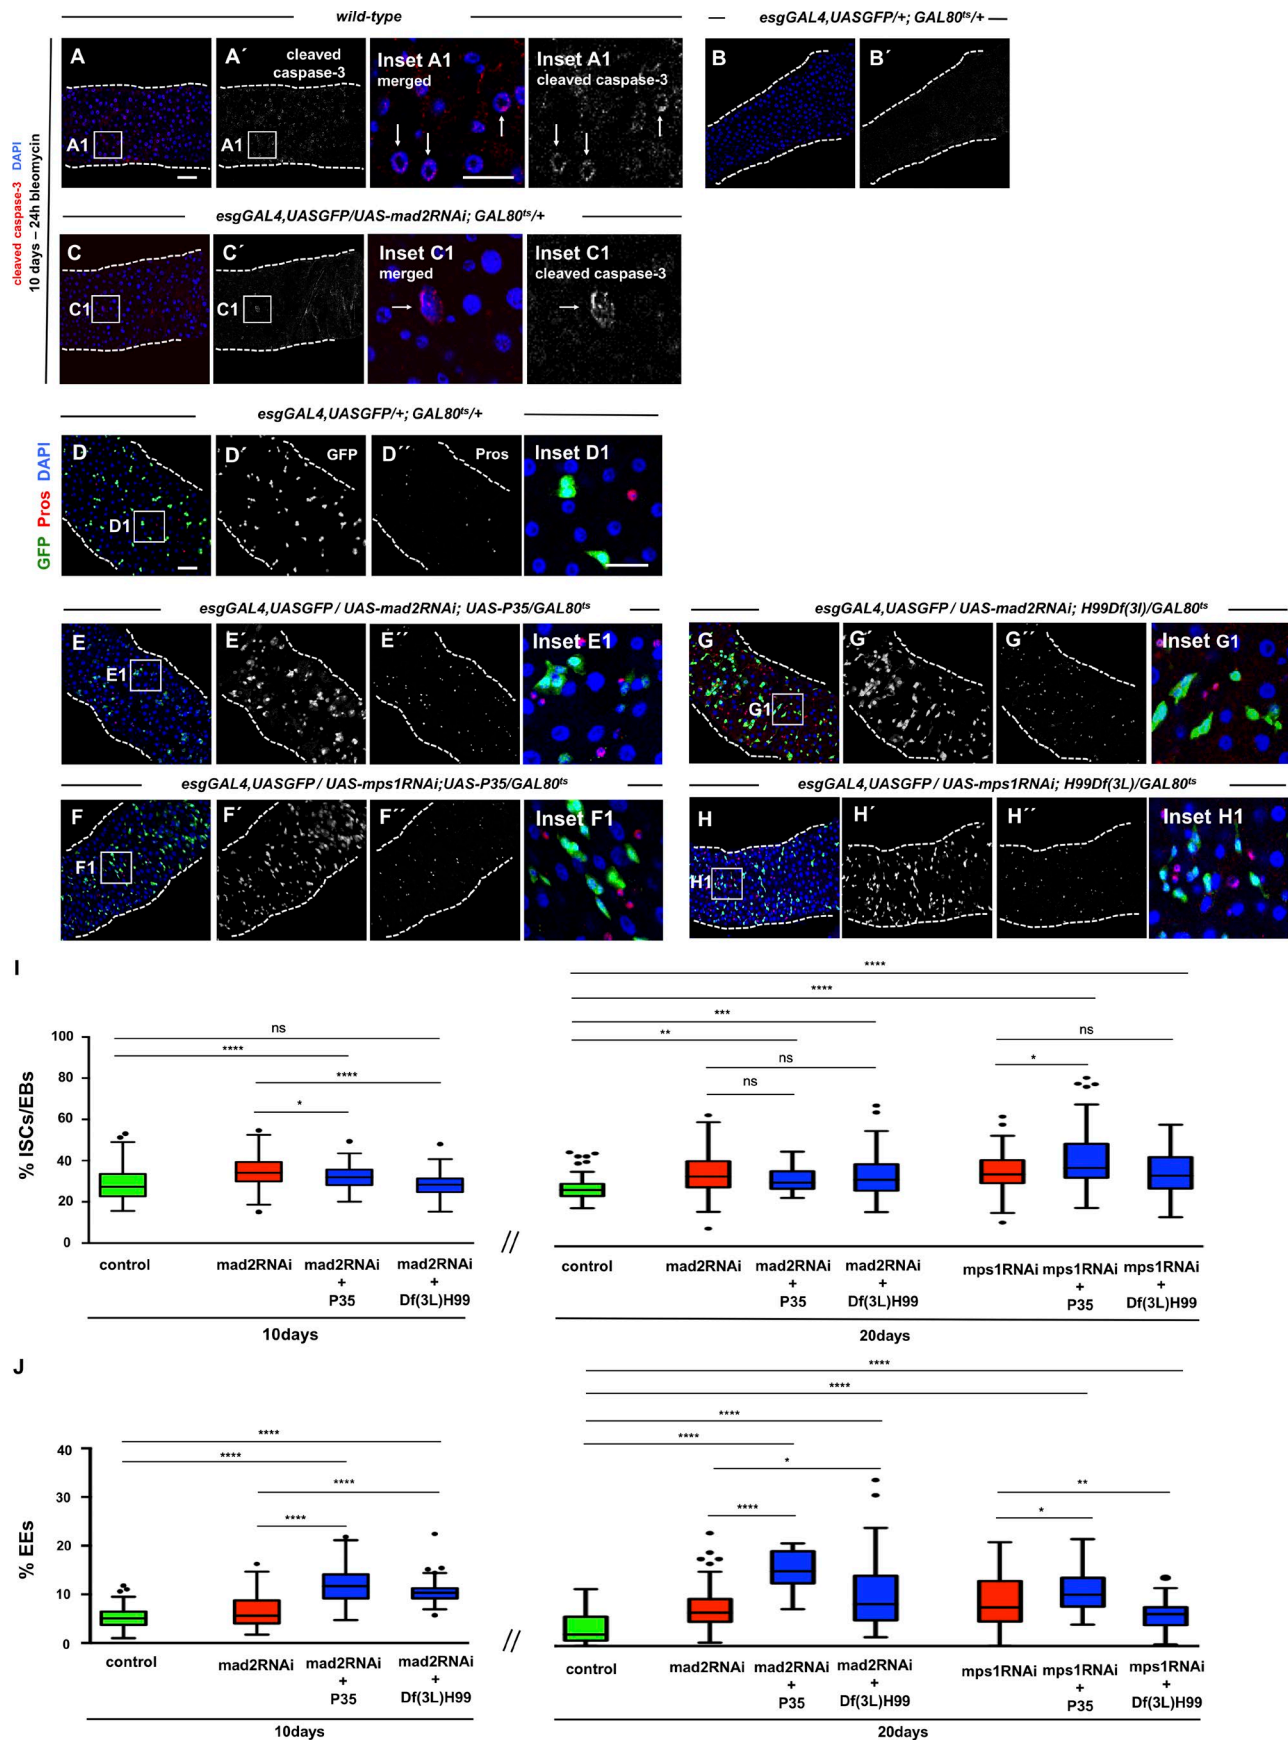 wild-type
esgGAL4,UASGFP/+; GAL80ts/+
cleaved caspase-3 DAPI
10 days – 24h bleomycin
A
A1
A´
cleaved
caspase-3
A1
Inset A1
merged
Inset A1
cleaved caspase-3
B
B´
esgGAL4,UASGFP/UAS-mad2RNAi; GAL80ts/+
C
C1
C´
C1
Inset C1
merged
Inset C1
cleaved caspase-3
esgGAL4,UASGFP/+; GAL80ts/+
GFP Pros DAPI
D
D1
D´
GFP
D´´
Pros
Inset D1
esgGAL4,UASGFP / UAS-mad2RNAi; UAS-P35/GAL80ts
E
E1
E´
E´´
Inset E1
esgGAL4,UASGFP / UAS-mad2RNAi; H99Df(3l)/GAL80ts
G
G1
G´
G´´
Inset G1
esgGAL4,UASGFP / UAS-mps1RNAi;UAS-P35/GAL80ts
F
F1
F´
F´´
Inset F1
esgGAL4,UASGFP / UAS-mps1RNAi; H99Df(3L)/GAL80ts
H
H1
H´
H´´
Inset H1
I
% ISCs/EBs
100
80
60
40
20
0
ns
****
****
*
****
****
***
**
ns
ns
ns
*
control
mad2RNAi
mad2RNAi
+
P35
mad2RNAi
+
Df(3L)H99
10days
//
control
mad2RNAi
mad2RNAi
+
P35
mad2RNAi
+
Df(3L)H99
mps1RNAi
mps1RNAi
+
P35
mps1RNAi
+
Df(3L)H99
20days
J
% EEs
40
30
20
10
0
****
****
****
****
****
****
****
****
*
****
**
*
control
mad2RNAi
mad2RNAi
+
P35
mad2RNAi
+
Df(3L)H99
10days
//
control
mad2RNAi
mad2RNAi
+
P35
mad2RNAi
+
Df(3L)H99
mps1RNAi
mps1RNAi
+
P35
mps1RNAi
+
Df(3L)H99
20days